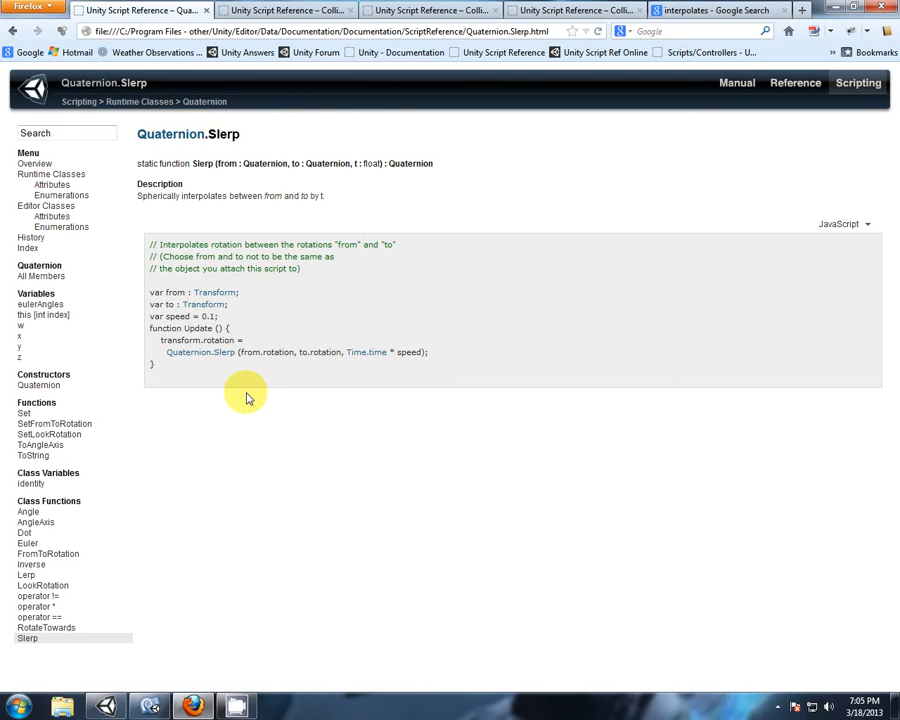 Firefox
Unity Script Reference – Qua...
Unity Script Reference – Colli...
Unity Script Reference – Colli...
Unity Script Reference – Colli...
interpolates - Google Search
file:///C:/Program Files - other/Unity/Editor/Data/Documentation/Documentation/ScriptReference/Quaternion.Slerp.html
Google
Google
Hotmail
Weather Observations ...
Unity Answers
Unity Forum
Unity - Documentation
Unity Script Reference
Unity Script Ref Online
Scripts/Controllers - U...
»
Bookmarks
Quaternion.Slerp
Manual
Reference
Scripting
Scripting > Runtime Classes > Quaternion
Search
Menu
Overview
Runtime Classes
Attributes
Enumerations
Editor Classes
Attributes
Enumerations
History
Index
Quaternion
All Members
Variables
eulerAngles
this [int index]
w
x
y
z
Constructors
Quaternion
Functions
Set
SetFromToRotation
SetLookRotation
ToAngleAxis
ToString
Class Variables
identity
Class Functions
Angle
AngleAxis
Dot
Euler
FromToRotation
Inverse
Lerp
LookRotation
operator !=
operator *
operator ==
RotateTowards
Slerp
Quaternion.Slerp
static function Slerp (from : Quaternion, to : Quaternion, t : float) : Quaternion
Description
Spherically interpolates between from and to by t.
JavaScript
// Interpolates rotation between the rotations "from" and "to"
// (Choose from and to not to be the same as
// the object you attach this script to)
var from : Transform;
var to : Transform;
var speed = 0.1;
function Update () {
transform.rotation =
Quaternion.Slerp (from.rotation, to.rotation, Time.time * speed);
}
7:05 PM
3/18/2013